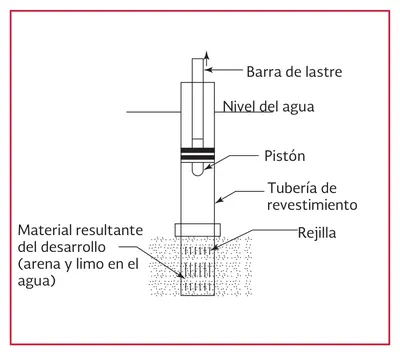 Barra de lastre
Nivel del agua
Pistón
Tubería de
revestimiento
Rejilla
Material resultante
del desarrollo
(arena y limo en el
agua)